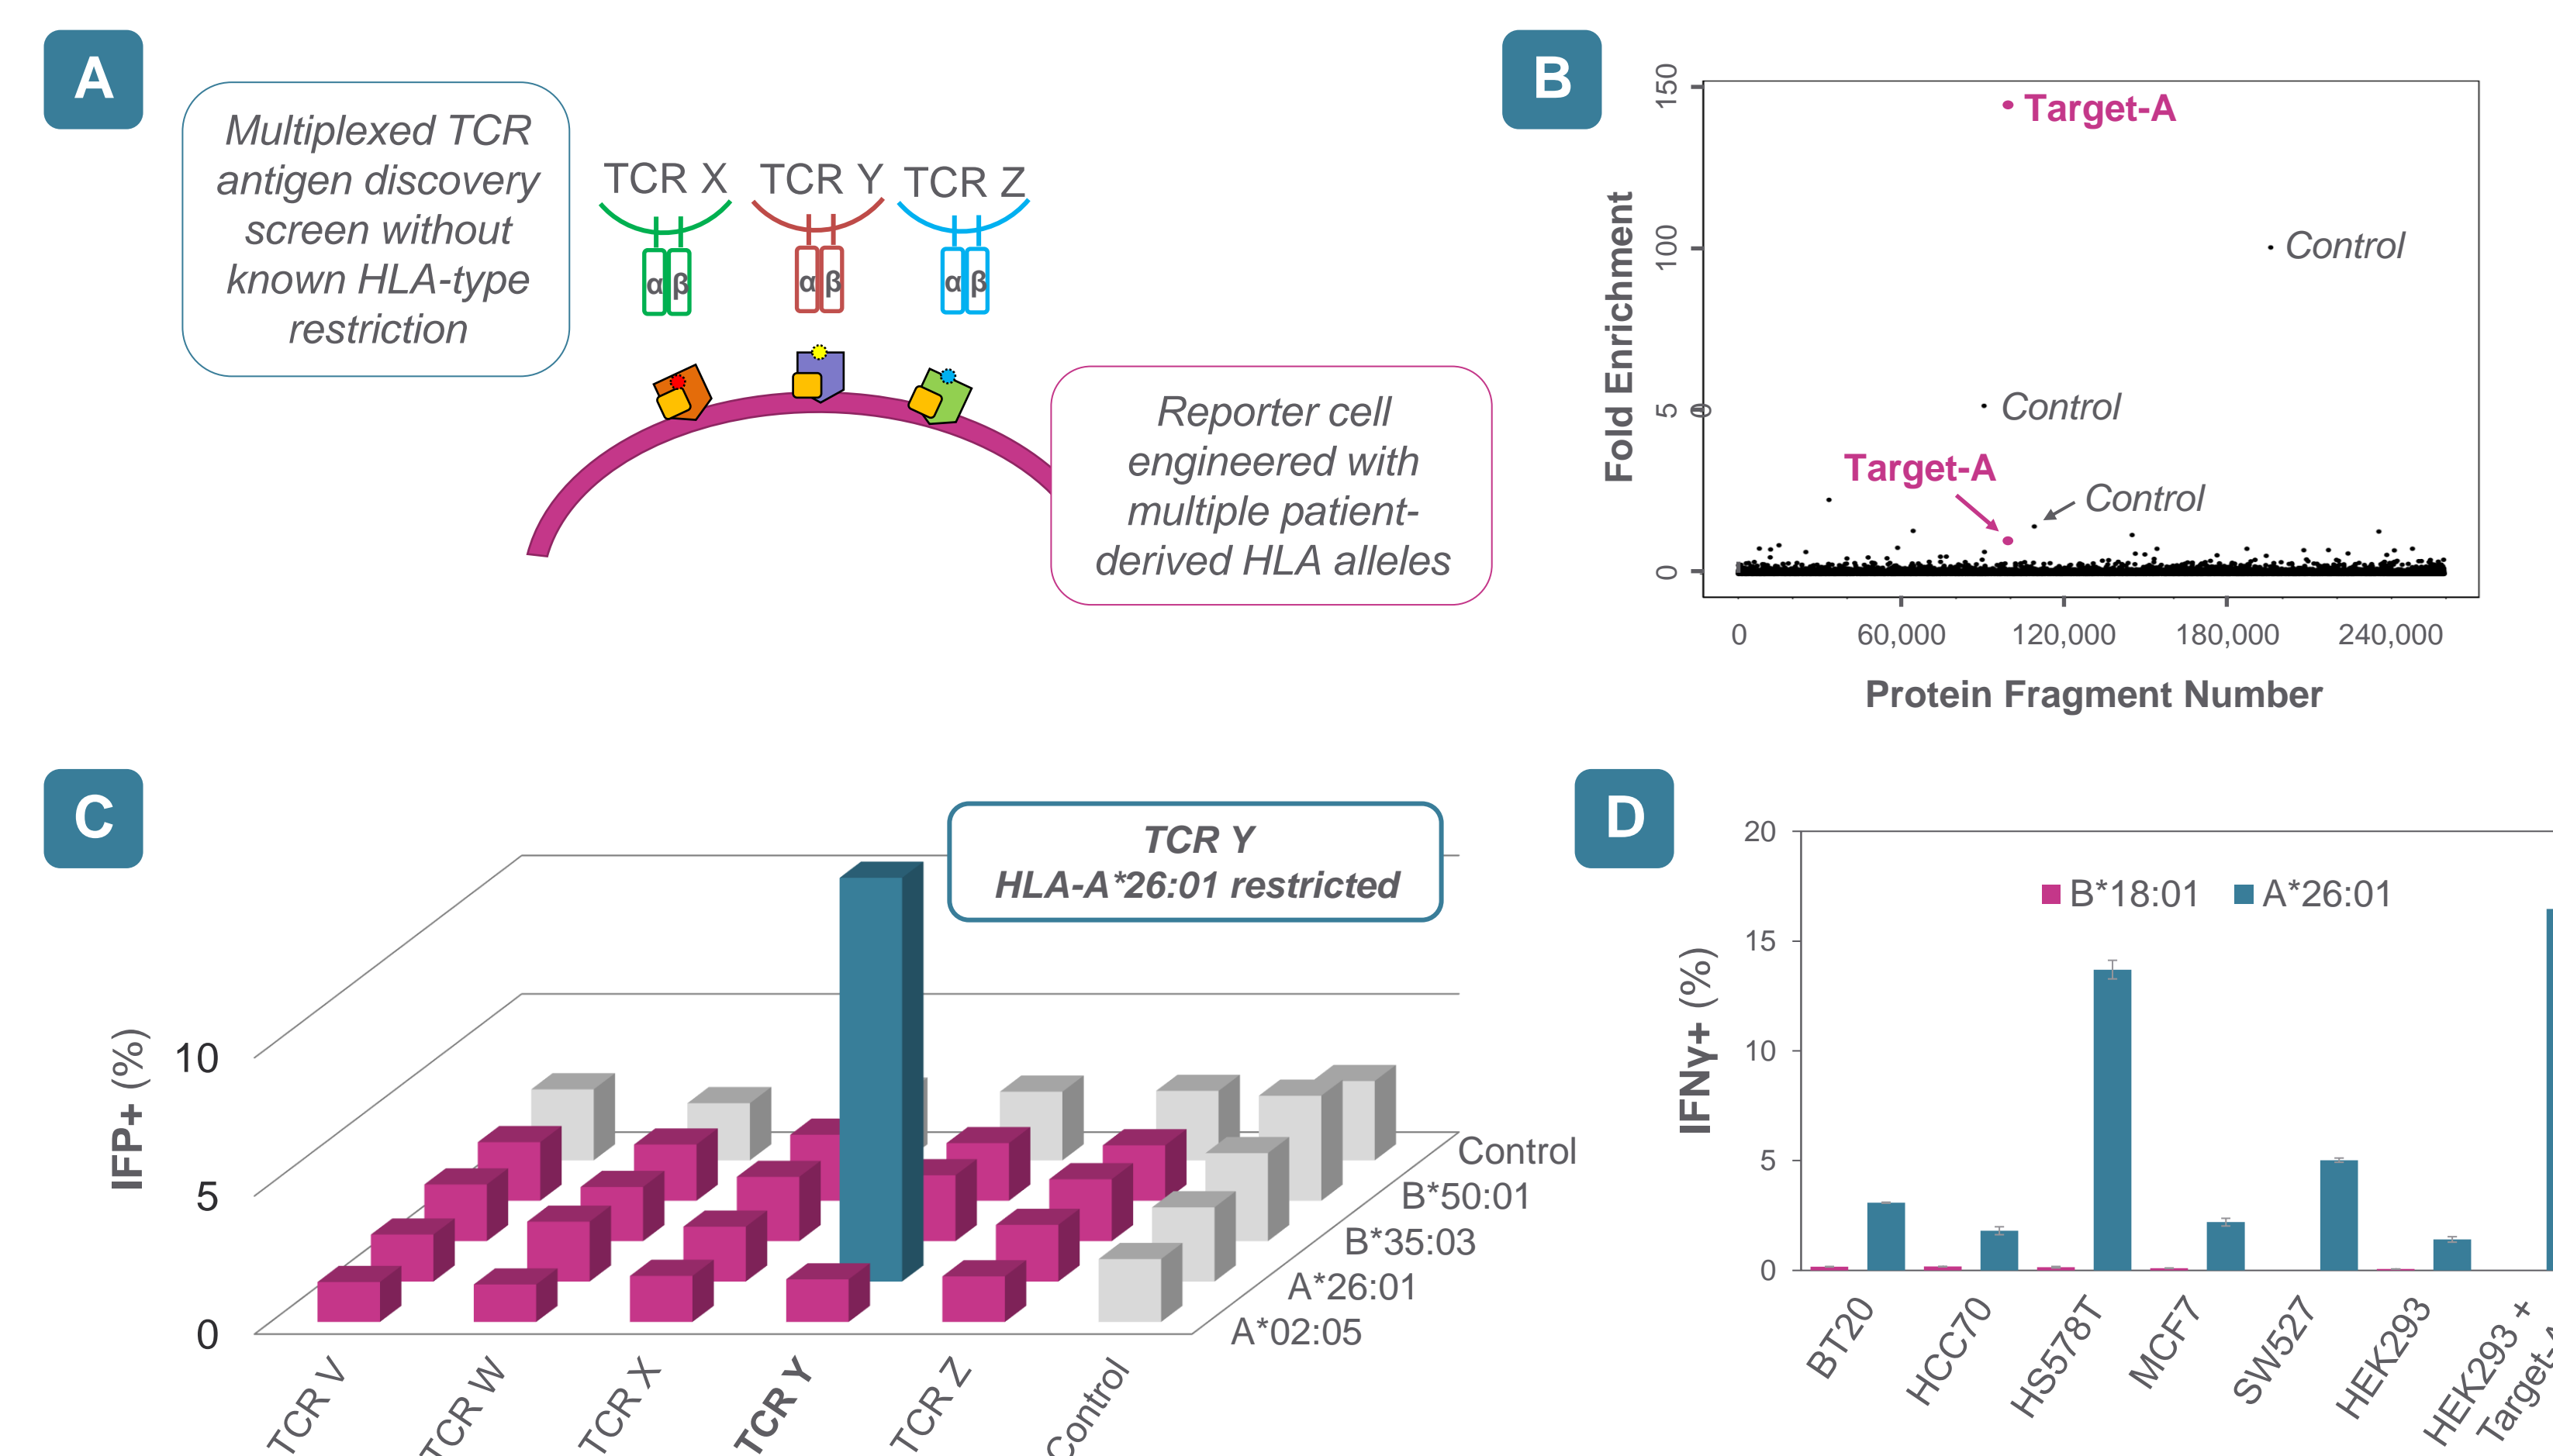 A
Multiplexed TCR
antigen discovery
screen without
known HLA-type
restriction
TCR X
TCR Y
TCR Z
α β
α β
α β
Reporter cell
engineered with
multiple patient-
derived HLA alleles
B
Fold Enrichment
150
100
5 0
0
Target-A
Control
Control
Target-A
Control
0
60,000
120,000
180,000
240,000
Protein Fragment Number
C
TCR Y
HLA-A*26:01 restricted
IFP+ (%)
10
5
0
Control
B*50:01
B*35:03
A*26:01
A*02:05
TCR V
TCR W
TCR X
TCR Y
TCR Z
Control
D
IFNγ+ (%)
20
15
10
5
0
B*18:01
A*26:01
BT20
HCC70
HS578T
MCF7
SW527
HEK293
HEK293 +
Target-A